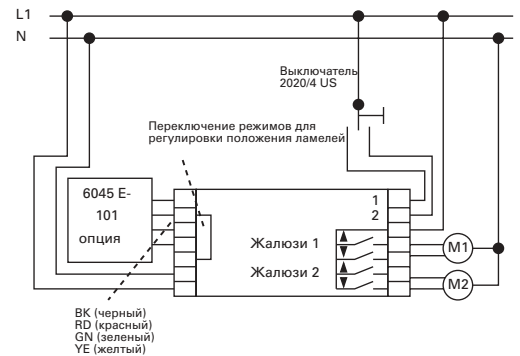 L1
N
Выключатель
2020/4 US
Переключение режимов для
регулировки положения ламелей
6045 E-
101
опция
1
2
Жалюзи 1
Жалюзи 2
M1
M2
BK (черный)
RD (красный)
GN (зеленый)
YE (желтый)